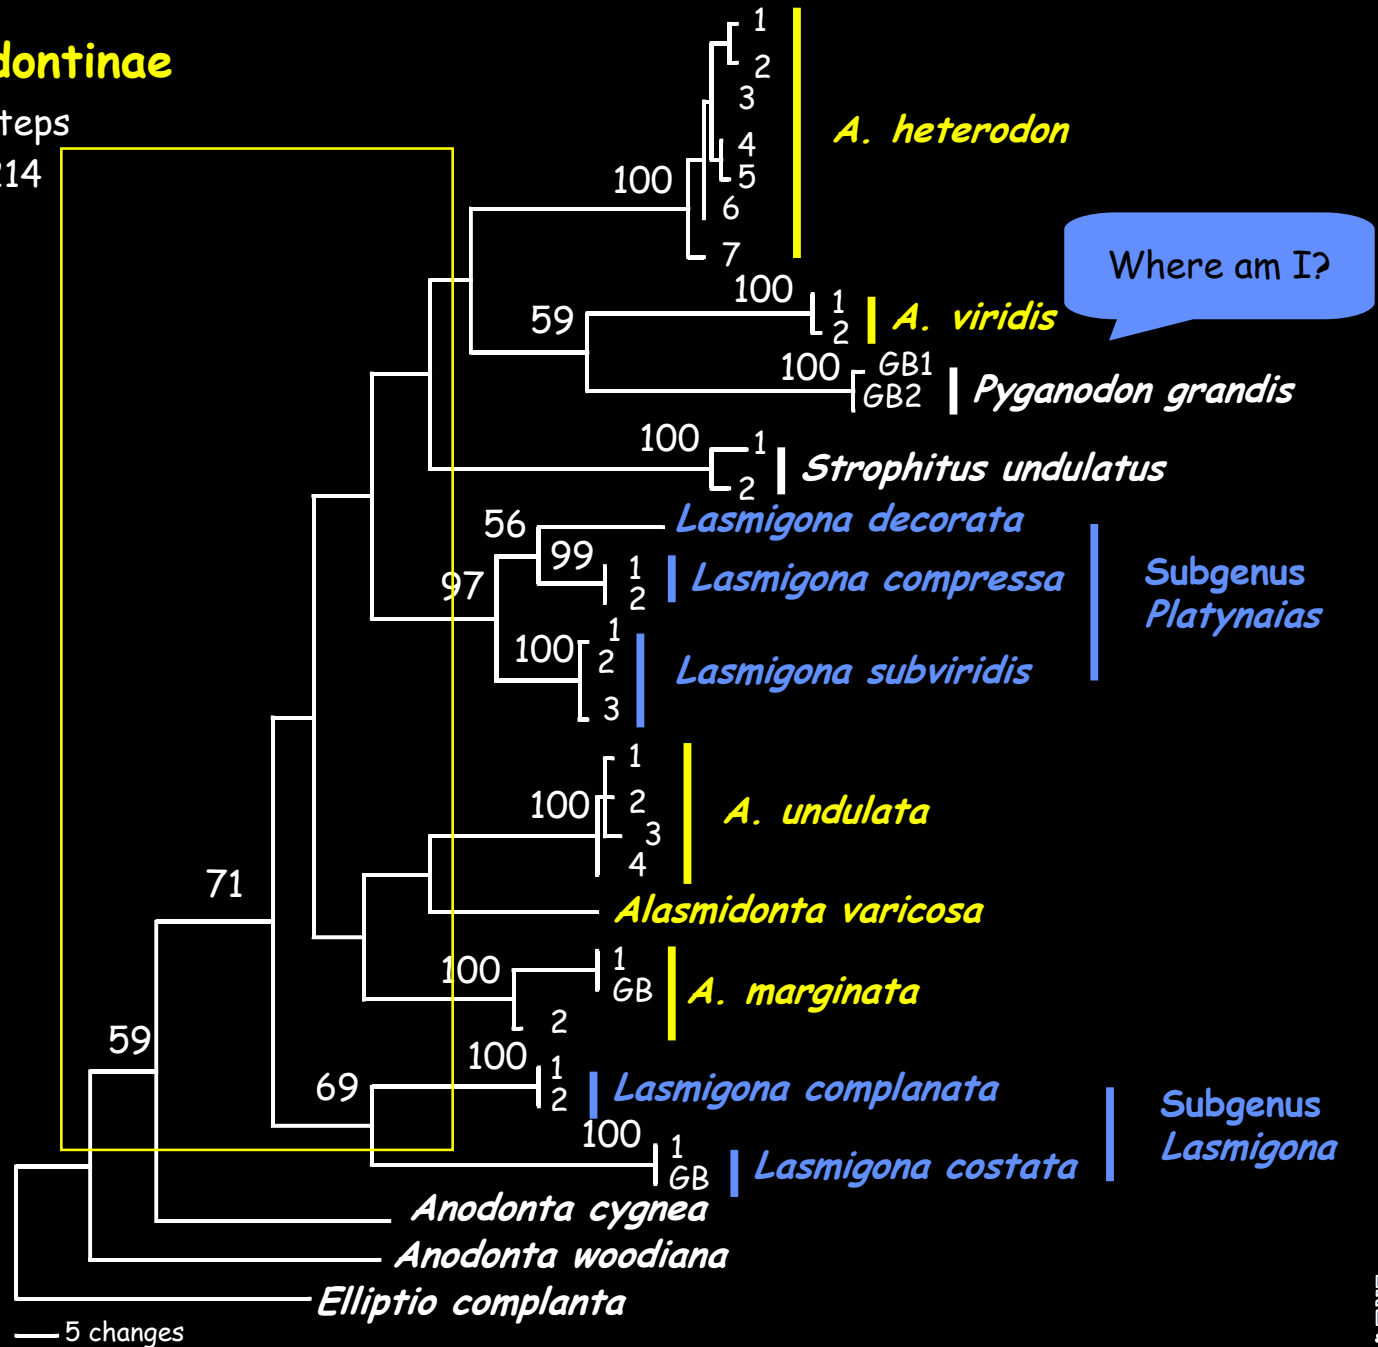 dontinae
teps
214
1
2
3
A. heterodon
4
5
100
6
7
Where am I?
100
1
2
A. viridis
59
100
GB1
GB2
Pyganodon grandis
100
1
2
Strophitus undulatus
56
Lasmigona decorata
99
1
2
Lasmigona compressa
Subgenus
Platynaias
97
100
1
2
3
Lasmigona subviridis
1
100
2
3
4
A. undulata
71
Alasmidonta varicosa
100
1
GB
2
A. marginata
59
100
1
2
69
Lasmigona complanata
Subgenus
Lasmigona
100
1
GB
Lasmigona costata
Anodonta cygnea
Anodonta woodiana
Elliptio complanta
5 changes